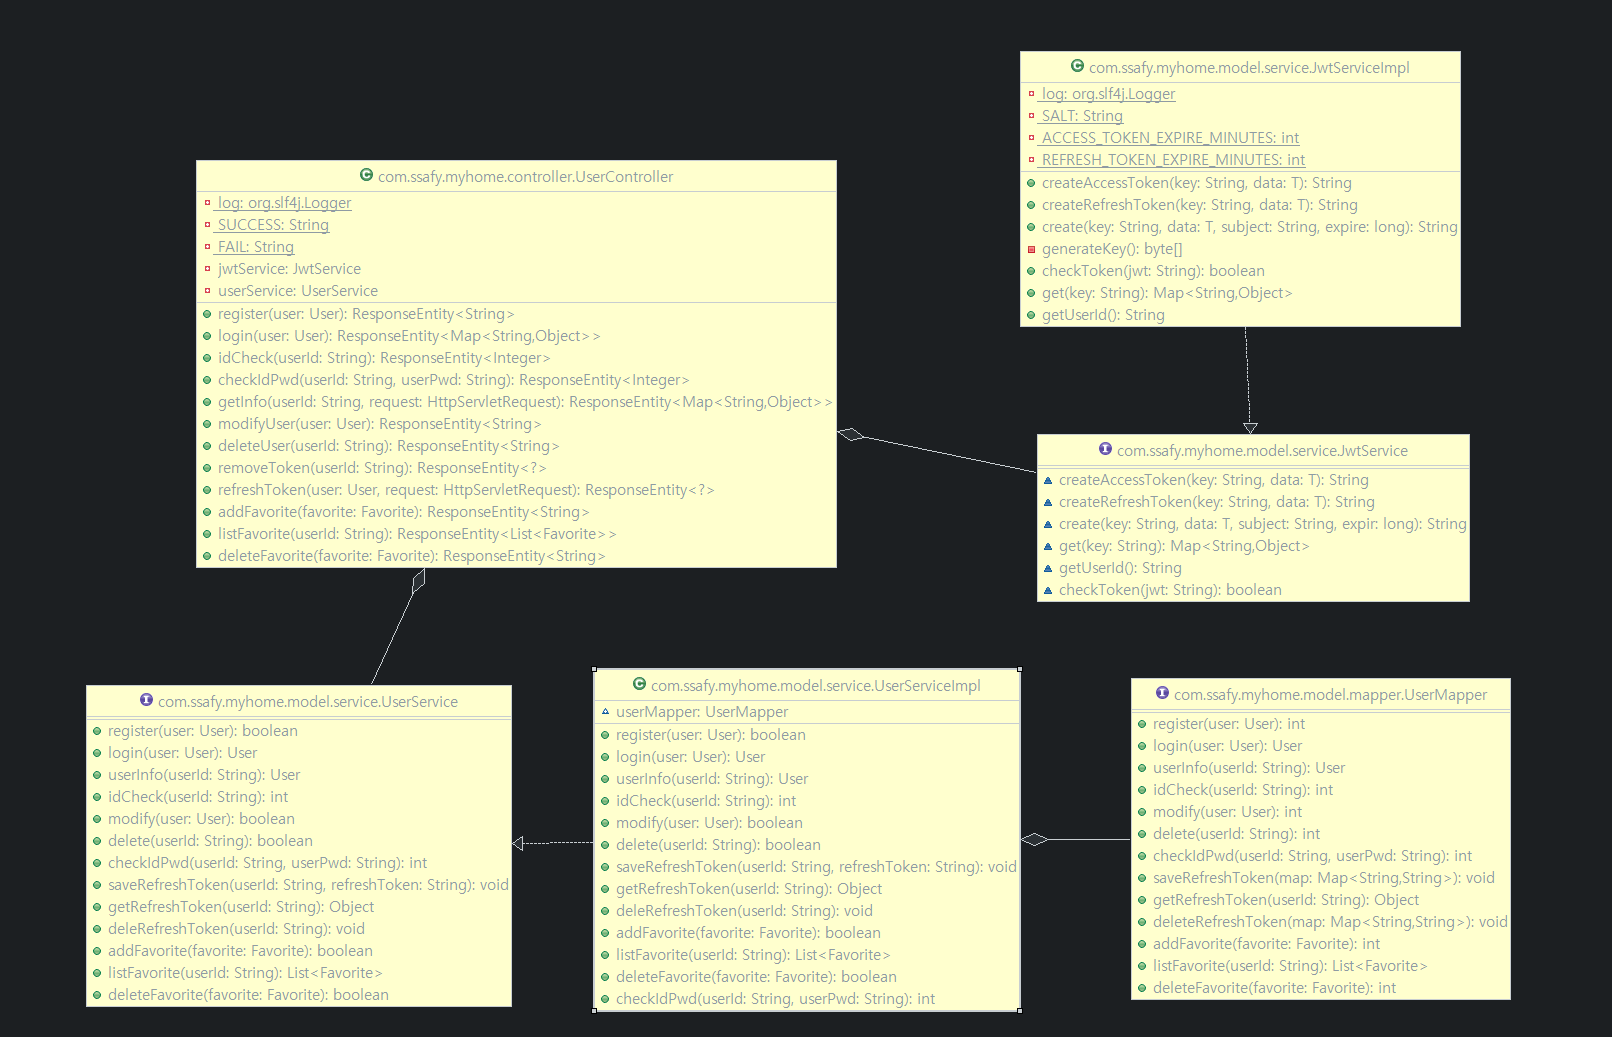 com.ssafy.myhome.model.service.JwtServiceImpl
log: org.slf4j.Logger
SALT: String
ACCESS_TOKEN_EXPIRE_MINUTES: int
REFRESH_TOKEN_EXPIRE_MINUTES: int
createAccessToken(key: String, data: T): String
createRefreshToken(key: String, data: T): String
create(key: String, data: T, subject: String, expire: long): String
generateKey(): byte[]
checkToken(jwt: String): boolean
get(key: String): Map<String,Object>
getUserId(): String
com.ssafy.myhome.controller.UserController
log: org.slf4j.Logger
SUCCESS: String
FAIL: String
jwtService: JwtService
userService: UserService
register(user: User): ResponseEntity<String>
login(user: User): ResponseEntity<Map<String,Object>>
idCheck(userId: String): ResponseEntity<Integer>
checkIdPwd(userId: String, userPwd: String): ResponseEntity<Integer>
getInfo(userId: String, request: HttpServletRequest): ResponseEntity<Map<String,Object>>
modifyUser(user: User): ResponseEntity<String>
deleteUser(userId: String): ResponseEntity<String>
removeToken(userId: String): ResponseEntity<?>
refreshToken(user: User, request: HttpServletRequest): ResponseEntity<?>
addFavorite(favorite: Favorite): ResponseEntity<String>
listFavorite(userId: String): ResponseEntity<List<Favorite>>
deleteFavorite(favorite: Favorite): ResponseEntity<String>
com.ssafy.myhome.model.service.JwtService
createAccessToken(key: String, data: T): String
createRefreshToken(key: String, data: T): String
create(key: String, data: T, subject: String, expir: long): String
get(key: String): Map<String,Object>
getUserId(): String
checkToken(jwt: String): boolean
com.ssafy.myhome.model.service.UserService
register(user: User): boolean
login(user: User): User
userInfo(userId: String): User
idCheck(userId: String): int
modify(user: User): boolean
delete(userId: String): boolean
checkIdPwd(userId: String, userPwd: String): int
saveRefreshToken(userId: String, refreshToken: String): void
getRefreshToken(userId: String): Object
deleRefreshToken(userId: String): void
addFavorite(favorite: Favorite): boolean
listFavorite(userId: String): List<Favorite>
deleteFavorite(favorite: Favorite): boolean
com.ssafy.myhome.model.service.UserServiceImpl
userMapper: UserMapper
register(user: User): boolean
login(user: User): User
userInfo(userId: String): User
idCheck(userId: String): int
modify(user: User): boolean
delete(userId: String): boolean
saveRefreshToken(userId: String, refreshToken: String): void
getRefreshToken(userId: String): Object
deleRefreshToken(userId: String): void
addFavorite(favorite: Favorite): boolean
listFavorite(userId: String): List<Favorite>
deleteFavorite(favorite: Favorite): boolean
checkIdPwd(userId: String, userPwd: String): int
com.ssafy.myhome.model.mapper.UserMapper
register(user: User): int
login(user: User): User
userInfo(userId: String): User
idCheck(userId: String): int
modify(user: User): int
delete(userId: String): int
checkIdPwd(userId: String, userPwd: String): int
saveRefreshToken(map: Map<String,String>): void
getRefreshToken(userId: String): Object
deleteRefreshToken(map: Map<String,String>): void
addFavorite(favorite: Favorite): int
listFavorite(userId: String): List<Favorite>
deleteFavorite(favorite: Favorite): int